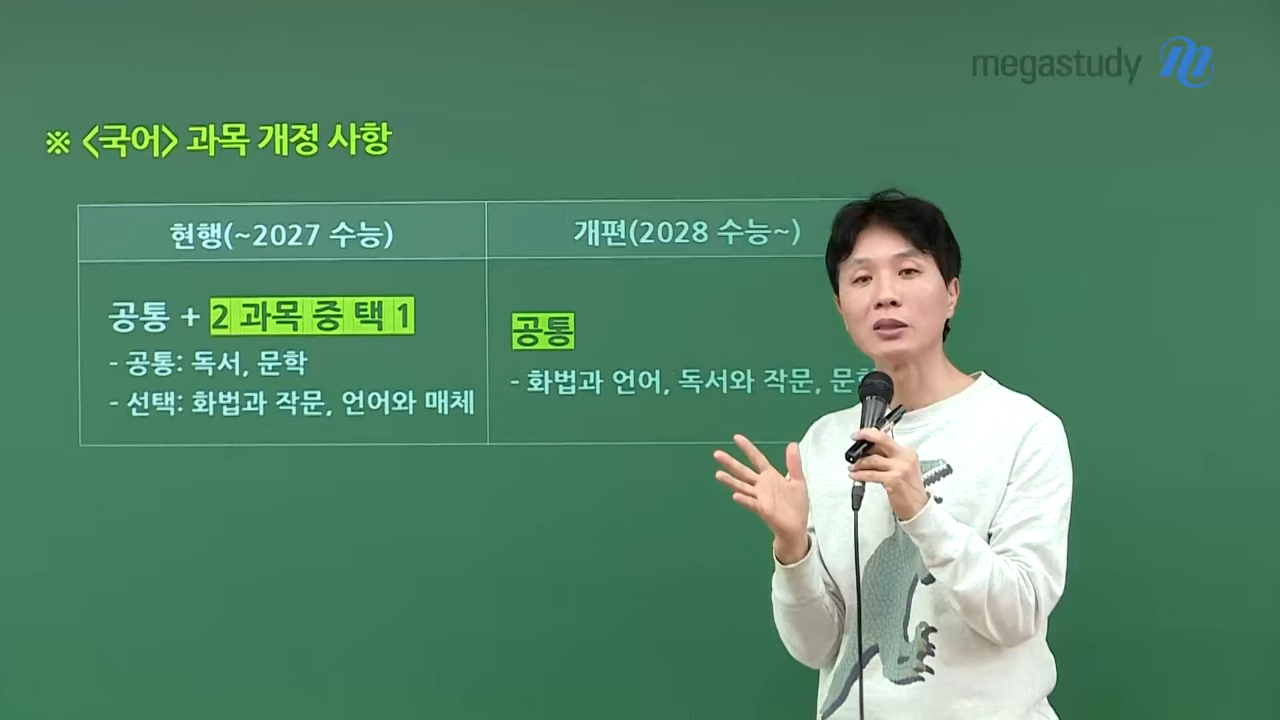 megastudy
※ <국어> 과목 개정 사항
현행(~2027 수능)
개편(2028 수능~)
공통 + 2 과목 중 택 1
- 공통: 독서, 문학
- 선택: 화법과 작문, 언어와 매체
공통
- 화법과 언어, 독서와 작문,